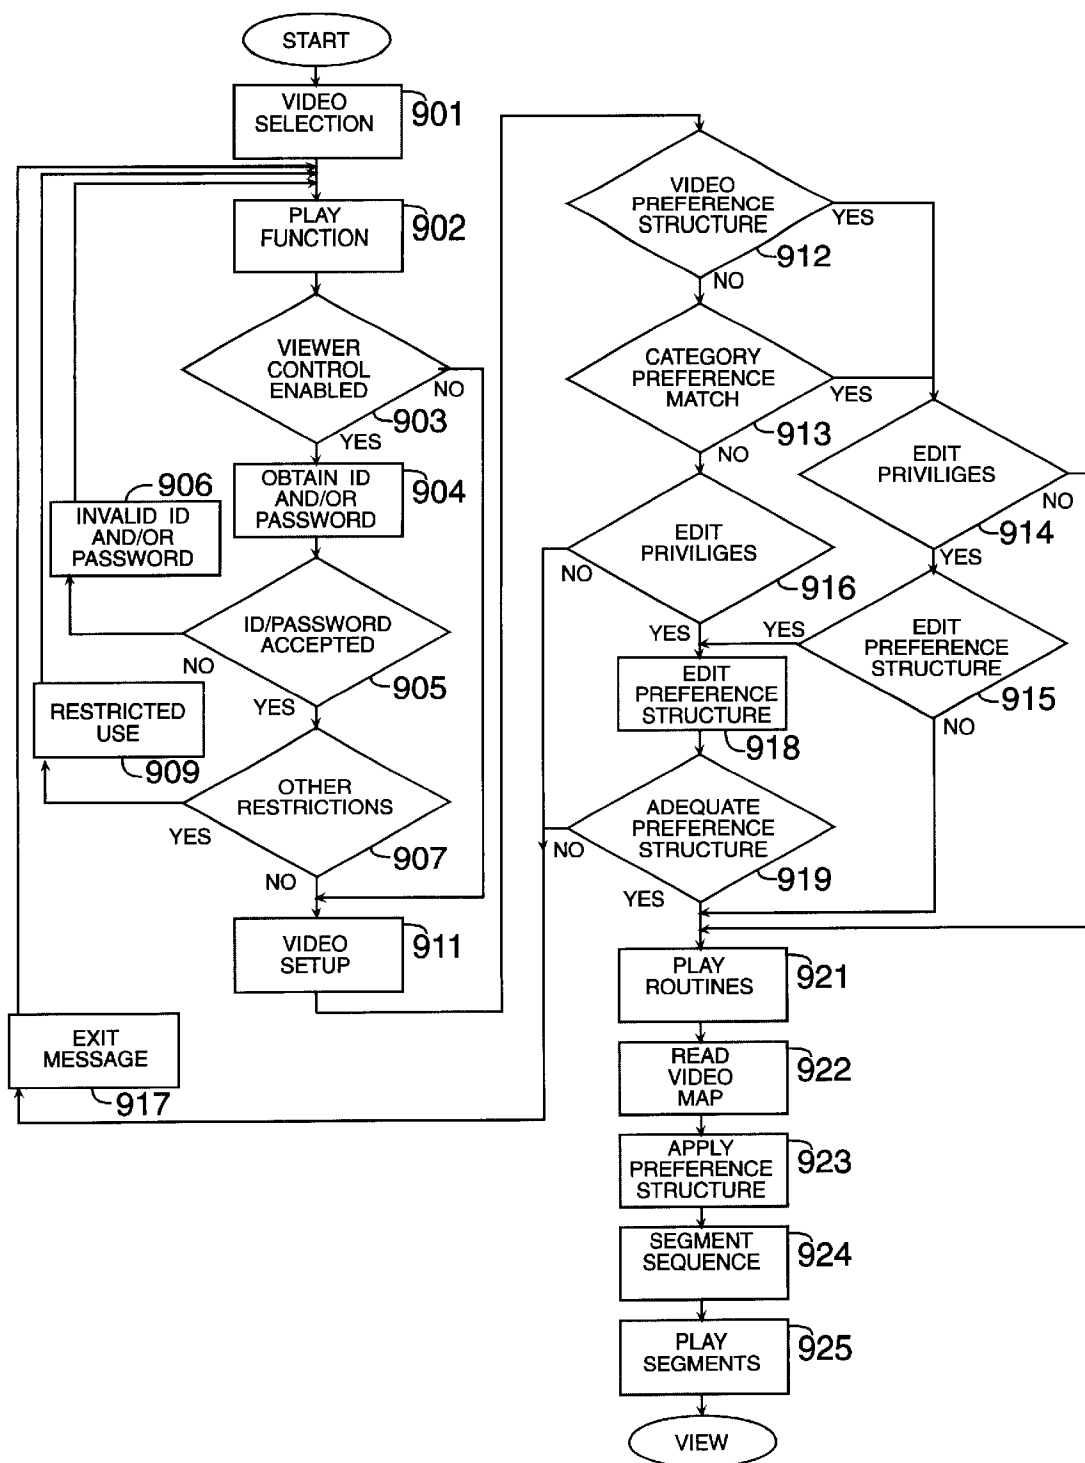 START
VIDEO
SELECTION
901
PLAY
FUNCTION
902
VIEWER
CONTROL
ENABLED
NO
903
YES
OBTAIN ID
AND/OR
PASSWORD
904
906
INVALID ID
AND/OR
PASSWORD
ID/PASSWORD
ACCEPTED
NO
905
YES
RESTRICTED
USE
909
OTHER
RESTRICTIONS
YES
907
NO
VIDEO
SETUP
911
EXIT
MESSAGE
917
VIDEO
PREFERENCE
STRUCTURE
YES
912
NO
CATEGORY
PREFERENCE
MATCH
YES
913
NO
EDIT
PRIVILIGES
NO
914
YES
EDIT
PRIVILIGES
NO
916
YES
EDIT
PREFERENCE
STRUCTURE
YES
915
NO
EDIT
PREFERENCE
STRUCTURE
918
ADEQUATE
PREFERENCE
STRUCTURE
NO
919
YES
PLAY
ROUTINES
921
READ
VIDEO
MAP
922
APPLY
PREFERENCE
STRUCTURE
923
SEGMENT
SEQUENCE
924
PLAY
SEGMENTS
925
VIEW